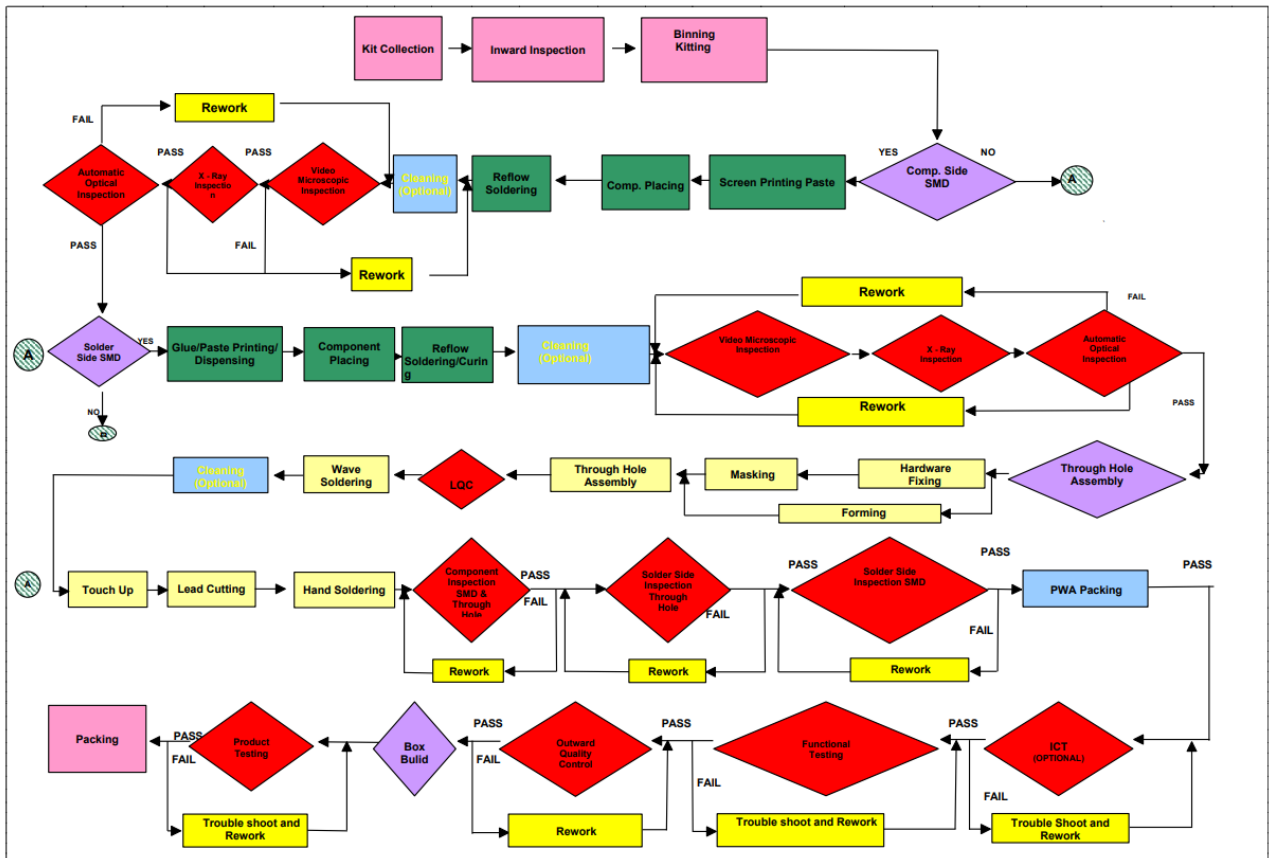 Kit Collection
Inward Inspection
Binning
Kitting
Rework
FAIL
PASS
PASS
YES
NO
Automatic
Optical
Inspection
X - Ray
Inspectio
n
Video
Microscopic
Inspection
Cleaning
(Optional)
Reflow
Soldering
Comp. Placing
Screen Printing Paste
Comp. Side
SMD
A
PASS
FAIL
Rework
Rework
FAIL
A
Solder
Side SMD
YES
Glue/Paste Printing/
Dispensing
Component
Placing
Reflow
Soldering/Curin
g
Cleaning
(Optional)
Video Microscopic
Inspection
X - Ray
Inspection
Automatic
Optical
Inspection
Rework
PASS
NO
Cleaning
(Optional)
Wave
Soldering
LQC
Through Hole
Assembly
Masking
Hardware
Fixing
Forming
Through Hole
Assembly
A
Touch Up
Lead Cutting
Hand Soldering
Component
Inspection
SMD &
Through
Hole
PASS
FAIL
Solder Side
Inspection
Through
Hole
PASS
FAIL
Solder Side
Inspection SMD
PASS
FAIL
PWA Packing
PASS
Rework
Rework
Rework
Packing
PASS
FAIL
Product
Testing
Box
Bulid
PASS
FAIL
Outward
Quality
Control
PASS
FAIL
Functional
Testing
PASS
FAIL
ICT
(OPTIONAL)
Trouble shoot and
Rework
Rework
Trouble shoot and Rework
Trouble Shoot and
Rework